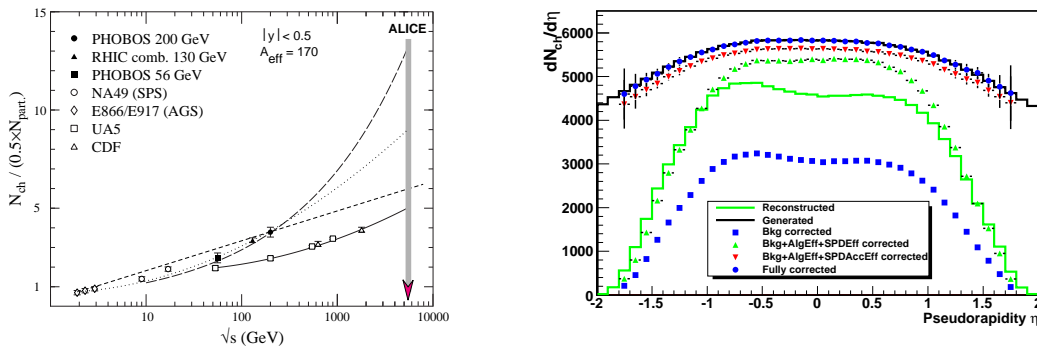 15
10
5
1
N_ch / (0.5×N_part.)
ALICE
|y| < 0.5
A_eff = 170
PHOBOS 200 GeV
RHIC comb. 130 GeV
PHOBOS 56 GeV
NA49 (SPS)
E866/E917 (AGS)
UA5
CDF
10 100 1000 10000
√s (GeV)
dN_ch/dη
6000
5000
4000
3000
2000
1000
0
Reconstructed
Generated
Bkg corrected
Bkg+AlgEff+SPDEff corrected
Bkg+AlgEff+SPDAccEff corrected
Fully corrected
-2 -1.5 -1 -0.5 0 0.5 1 1.5 2
Pseudorapidity η